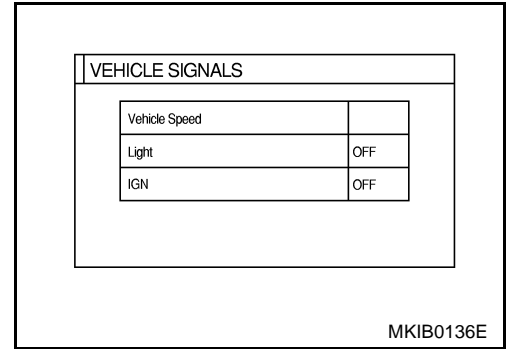 VEHICLE SIGNALS
Vehicle Speed
Light OFF
IGN OFF
MKIB0136E